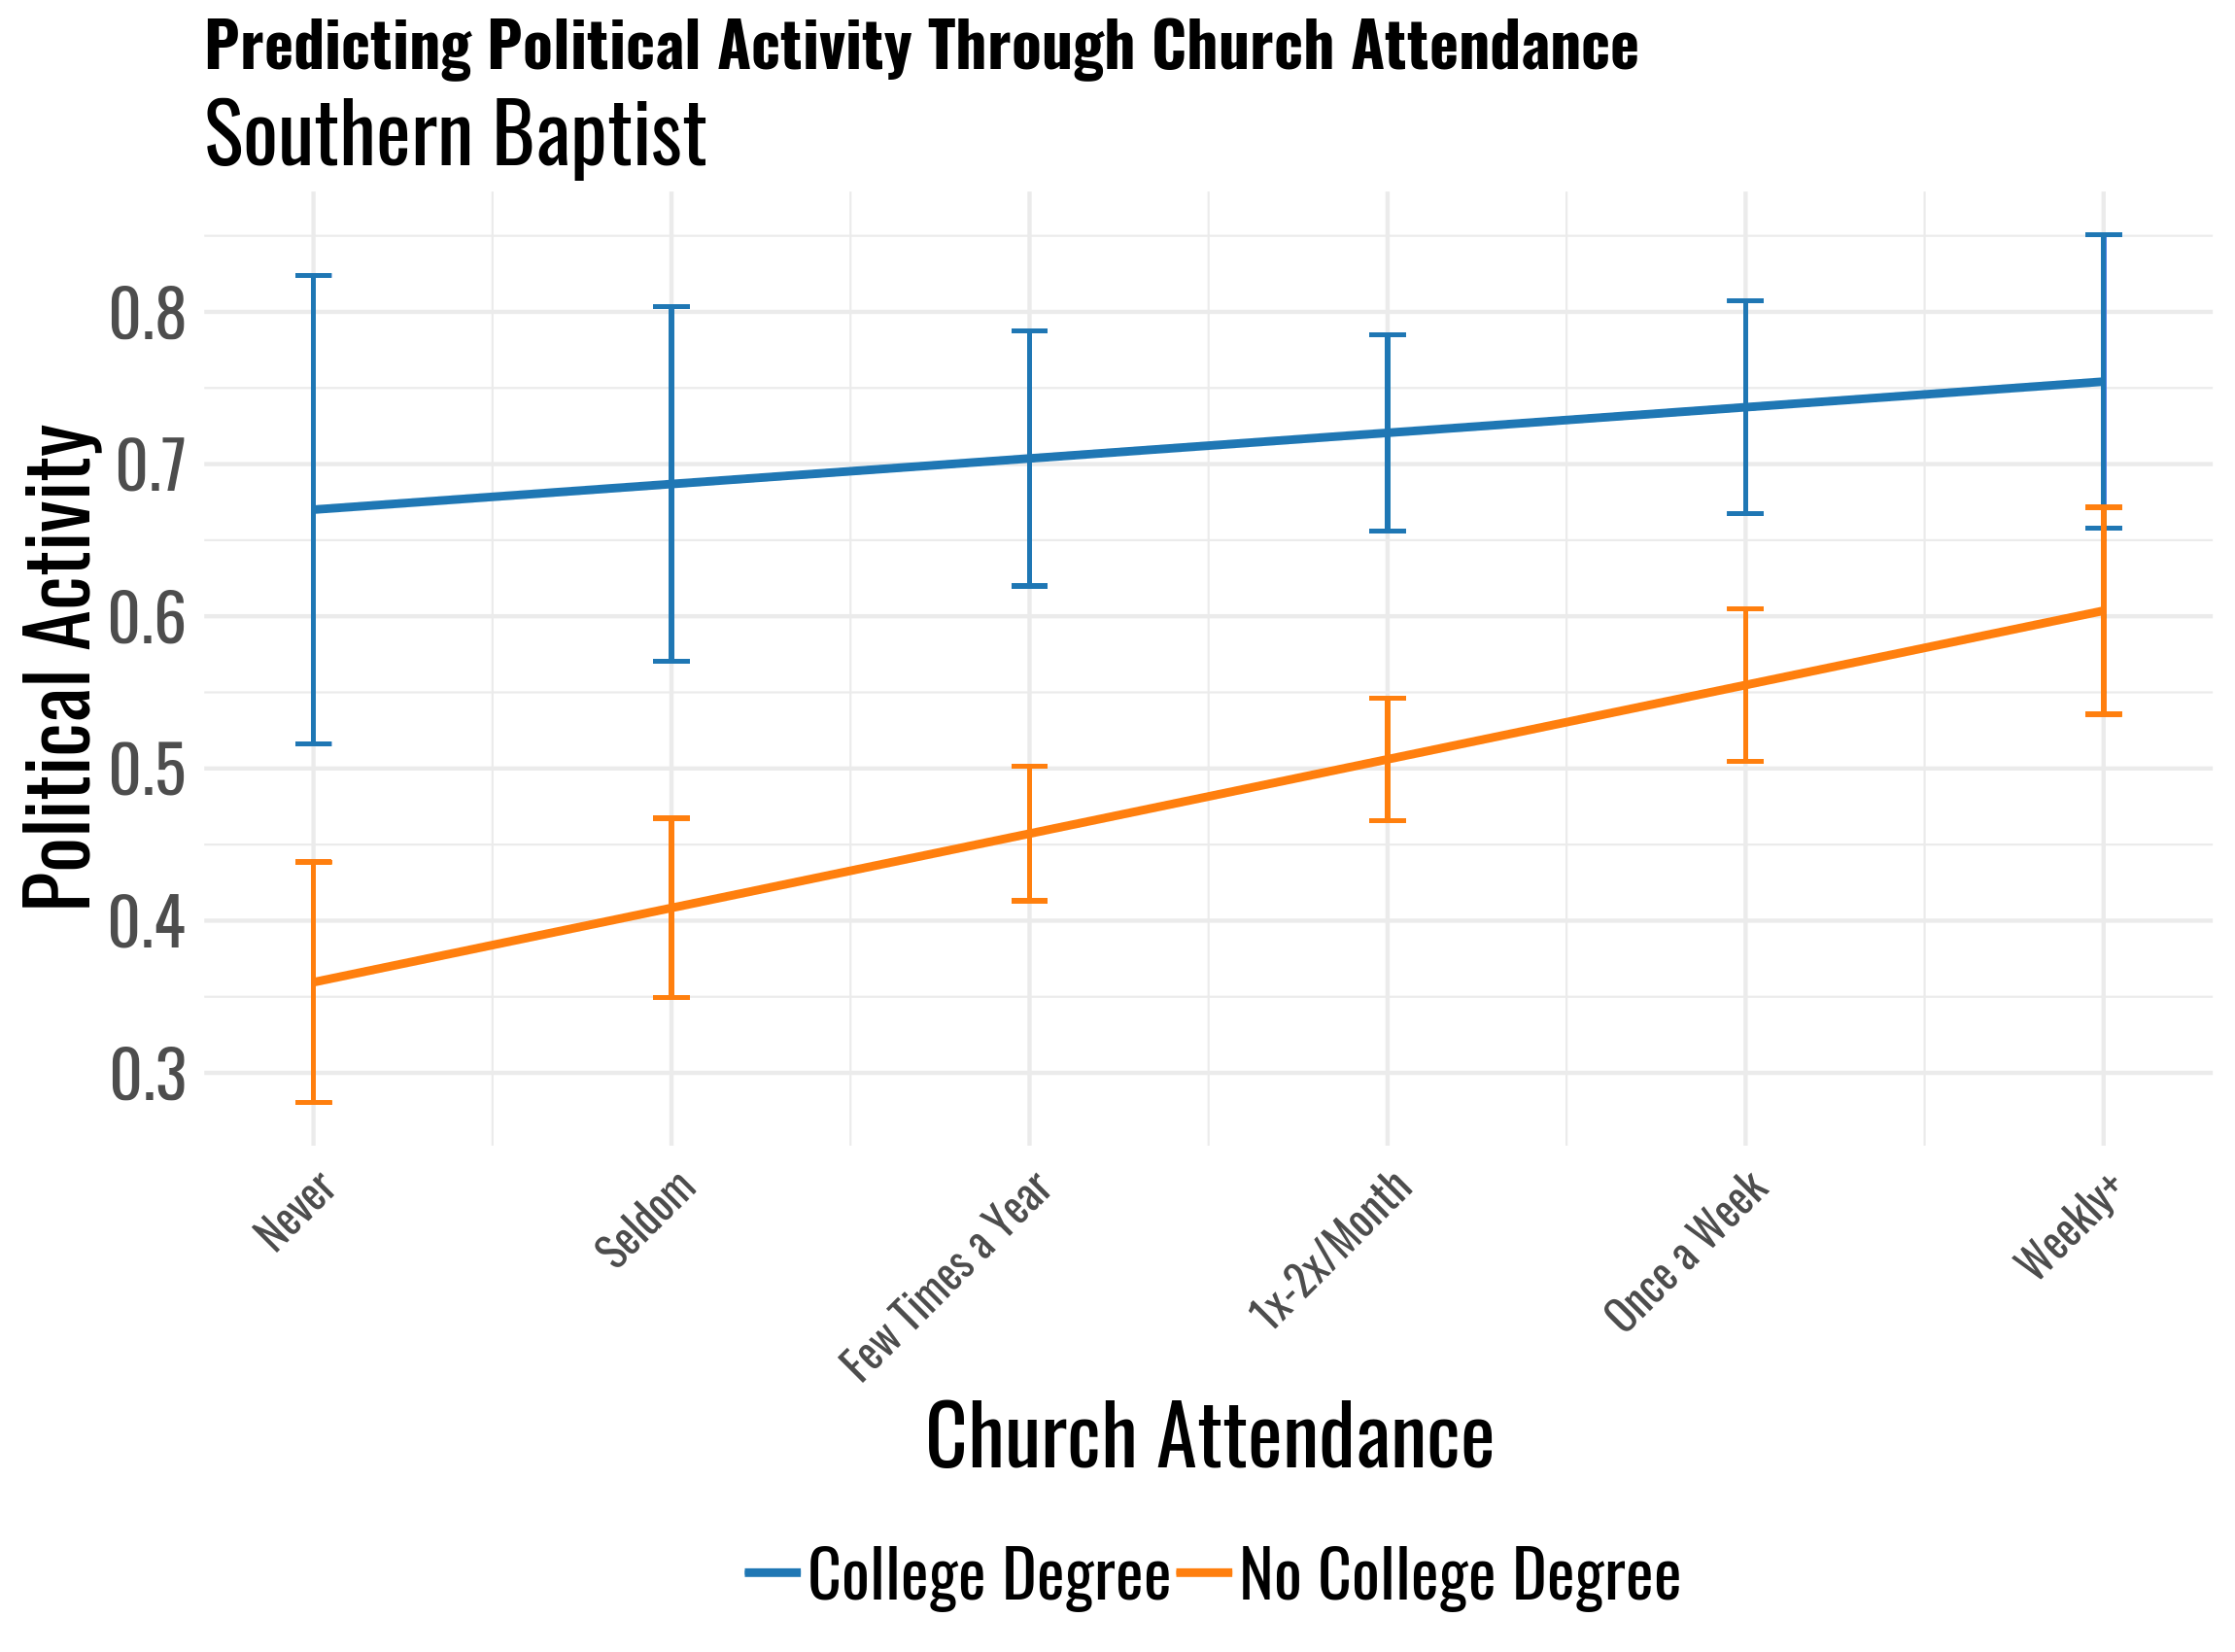 Predicting Political Activity Through Church Attendance
Southern Baptist
Political Activity
0.8
0.7
0.6
0.5
0.4
0.3
Never
Seldom
Few Times a Year
1x-2x/Month
Once a Week
Weekly+
Church Attendance
College Degree
No College Degree